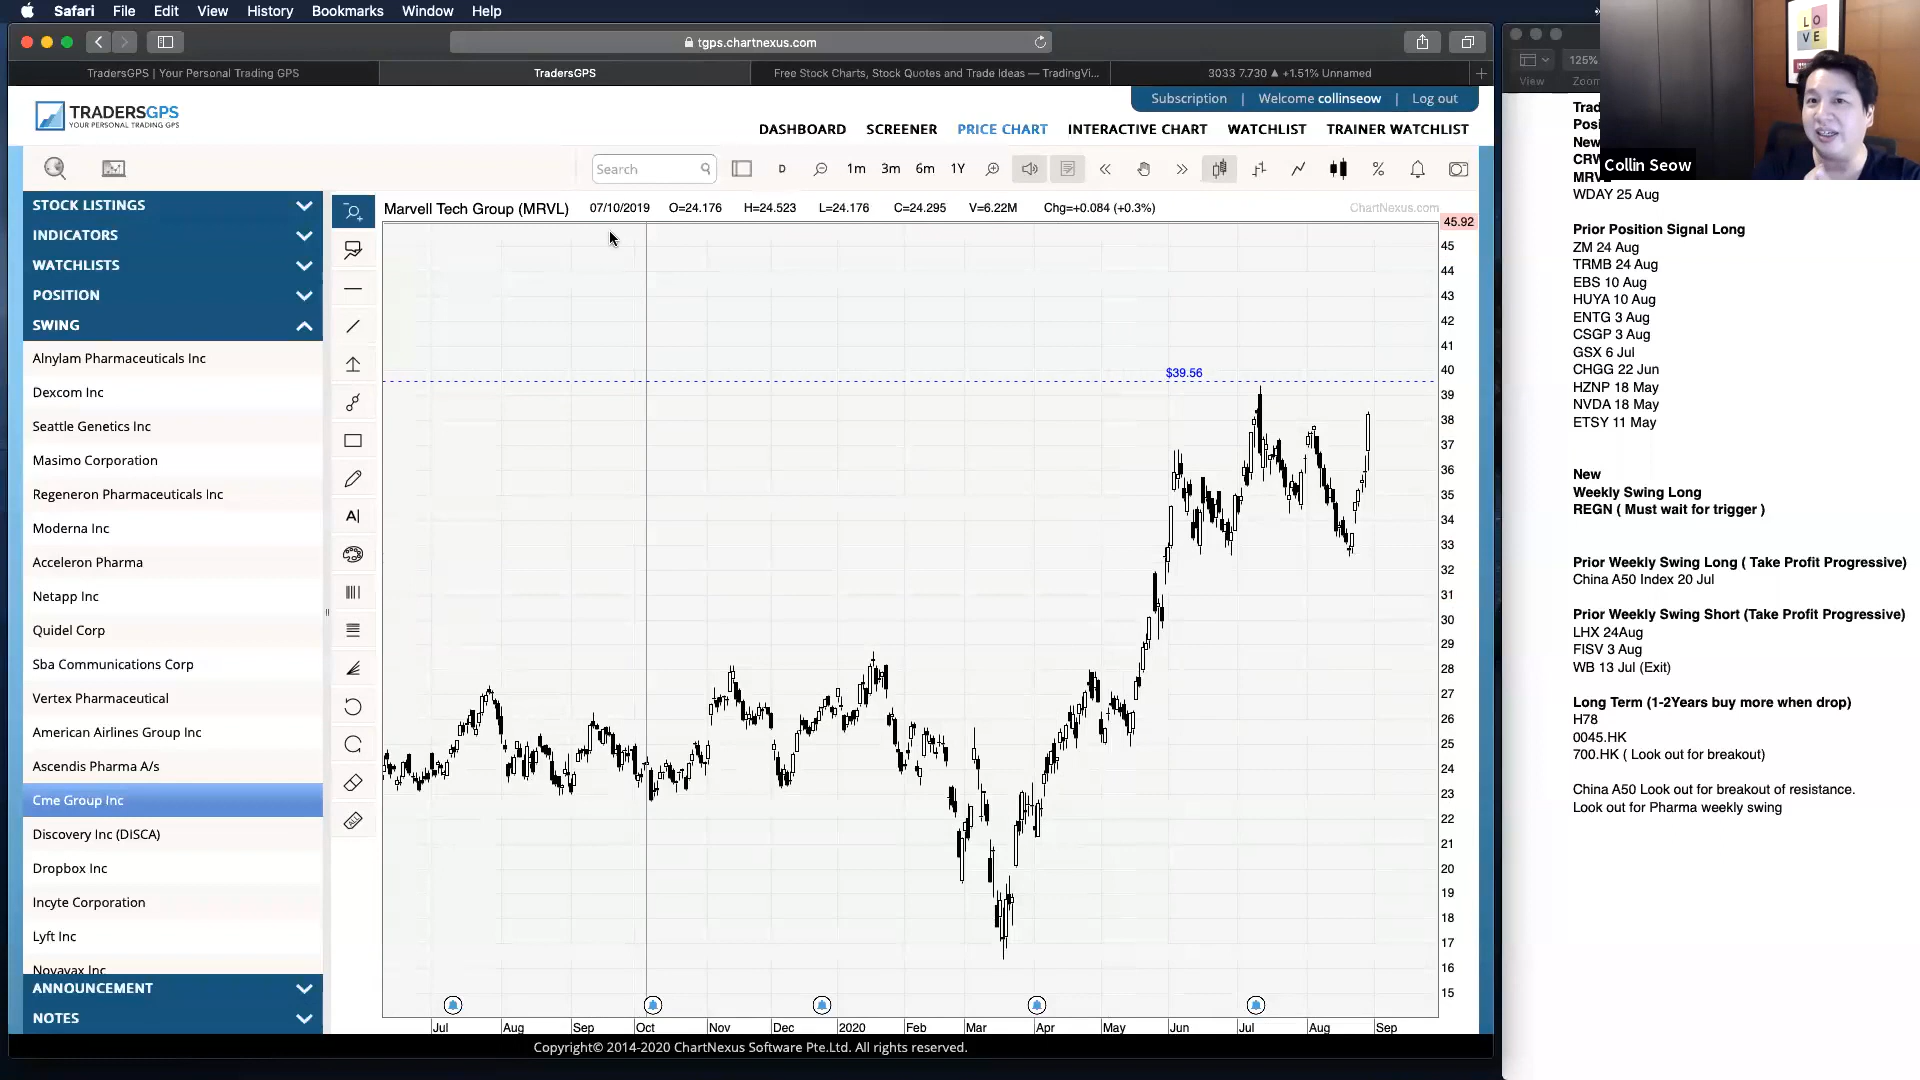 Safari File Edit View History Bookmarks Window Help
tgps.chartnexus.com
TradersGPS | Your Personal Trading GPS
TradersGPS
Free Stock Charts, Stock Quotes and Trade Ideas — TradingVi...
3033 7.730 ▲ +1.51% Unnamed
Subscription | Welcome collinseow | Log out
TRADERSGPS
YOUR PERSONAL TRADING GPS
DASHBOARD SCREENER PRICE CHART INTERACTIVE CHART WATCHLIST TRAINER WATCHLIST
Search D 1m 3m 6m 1Y %
STOCK LISTINGS
INDICATORS
WATCHLISTS
POSITION
SWING
Alnylam Pharmaceuticals Inc
Dexcom Inc
Seattle Genetics Inc
Masimo Corporation
Regeneron Pharmaceuticals Inc
Moderna Inc
Acceleron Pharma
Netapp Inc
Quidel Corp
Sba Communications Corp
Vertex Pharmaceutical
American Airlines Group Inc
Ascendis Pharma A/s
Cme Group Inc
Discovery Inc (DISCA)
Dropbox Inc
Incyte Corporation
Lyft Inc
Novavax Inc
ANNOUNCEMENT
NOTES
A
Marvell Tech Group (MRVL) 07/10/2019 O=24.176 H=24.523 L=24.176 C=24.295 V=6.22M Chg=+0.084 (+0.3%)
ChartNexus.com
45.92
45
44
43
42
41
40
39
38
37
36
35
34
33
32
31
30
29
28
27
26
25
24
23
22
21
20
19
18
17
16
15
$39.56
Jul Aug Sep Oct Nov Dec 2020 Feb Mar Apr May Jun Jul Aug Sep
Copyright© 2014-2020 ChartNexus Software Pte.Ltd. All rights reserved.
LOVE
Collin Seow
125%
View Zoom
Trad
Posi
New
CRW
MRV
WDAY 25 Aug
Prior Position Signal Long
ZM 24 Aug
TRMB 24 Aug
EBS 10 Aug
HUYA 10 Aug
ENTG 3 Aug
CSGP 3 Aug
GSX 6 Jul
CHGG 22 Jun
HZNP 18 May
NVDA 18 May
ETSY 11 May
New
Weekly Swing Long
REGN ( Must wait for trigger )
Prior Weekly Swing Long ( Take Profit Progressive)
China A50 Index 20 Jul
Prior Weekly Swing Short (Take Profit Progressive)
LHX 24Aug
FISV 3 Aug
WB 13 Jul (Exit)
Long Term (1-2Years buy more when drop)
H78
0045.HK
700.HK ( Look out for breakout)
China A50 Look out for breakout of resistance.
Look out for Pharma weekly swing